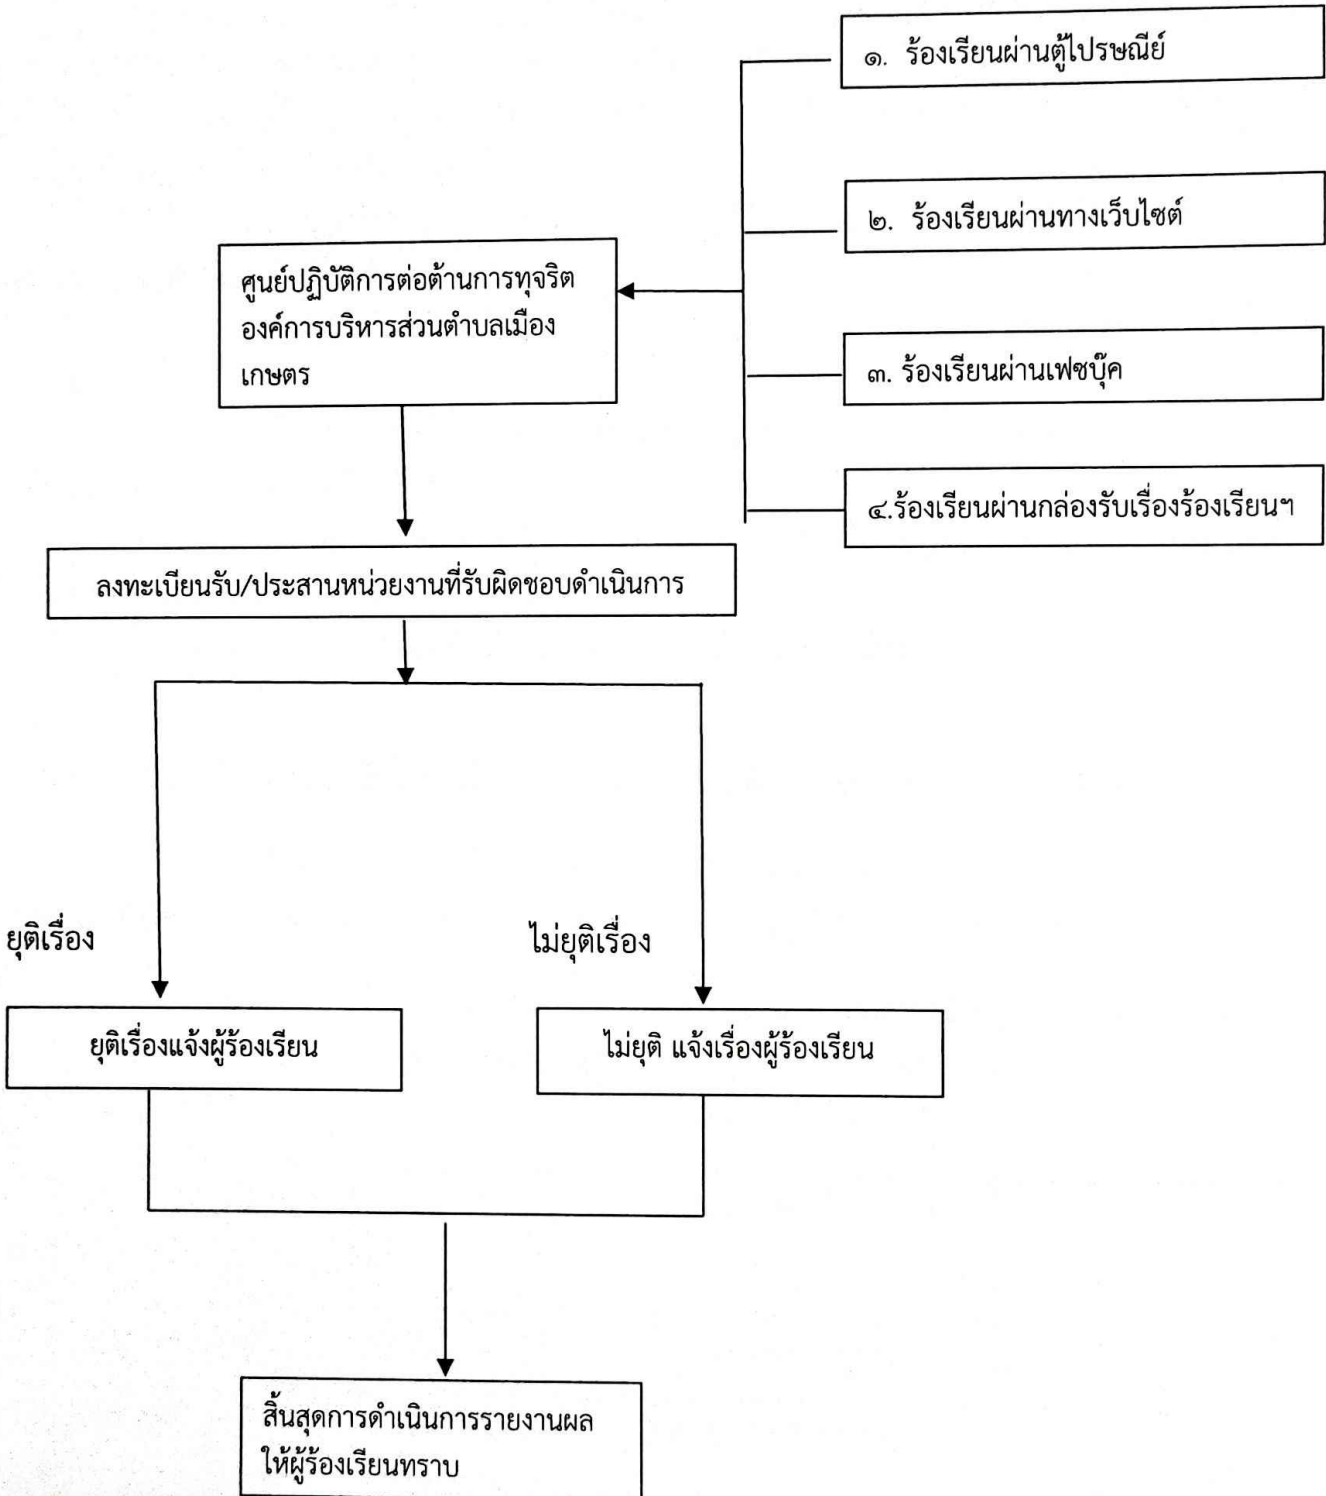 ๑. ร้องเรียนผ่านตู้ไปรษณีย์
๒. ร้องเรียนผ่านทางเว็บไซต์
ศูนย์ปฏิบัติการต่อต้านการทุจริต
องค์การบริหารส่วนตำบลเมือง
เกษตร
๓. ร้องเรียนผ่านเฟซบุ๊ค
๔.ร้องเรียนผ่านกล่องรับเรื่องร้องเรียนฯ
ลงทะเบียนรับ/ประสานหน่วยงานที่รับผิดชอบดำเนินการ
ยุติเรื่อง
ไม่ยุติเรื่อง
ยุติเรื่องแจ้งผู้ร้องเรียน
ไม่ยุติ แจ้งเรื่องผู้ร้องเรียน
สิ้นสุดการดำเนินการรายงานผล
ให้ผู้ร้องเรียนทราบ